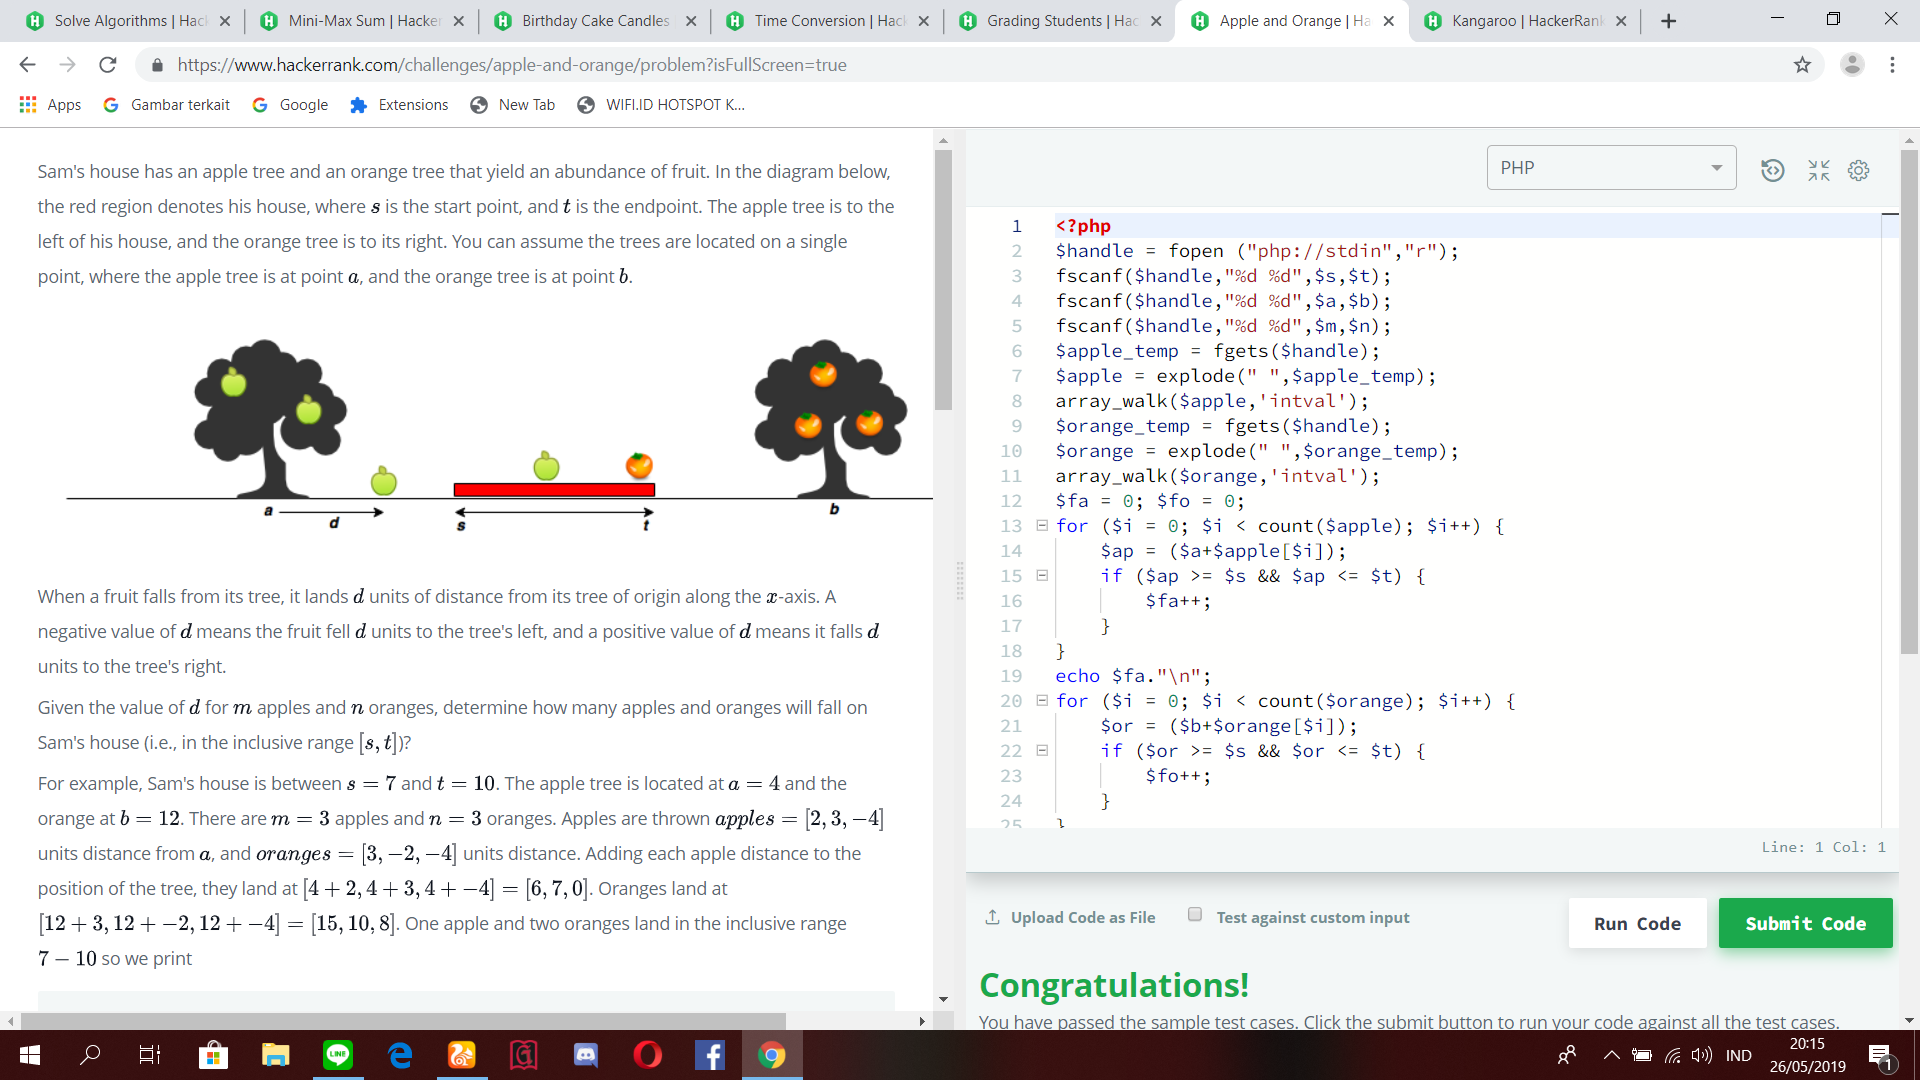 Solve Algorithms | Hac
Mini-Max Sum | Hacker
Birthday Cake Candles
Time Conversion | Hac
Grading Students | Hac
Apple and Orange | Ha
Kangaroo | HackerRank
https://www.hackerrank.com/challenges/apple-and-orange/problem?isFullScreen=true
Apps Gambar terkait Google Extensions New Tab WIFI.ID HOTSPOT K...
Sam's house has an apple tree and an orange tree that yield an abundance of fruit. In the diagram below,
the red region denotes his house, where s is the start point, and t is the endpoint. The apple tree is to the
left of his house, and the orange tree is to its right. You can assume the trees are located on a single
point, where the apple tree is at point a, and the orange tree is at point b.
a d s t b
When a fruit falls from its tree, it lands d units of distance from its tree of origin along the x-axis. A
negative value of d means the fruit fell d units to the tree's left, and a positive value of d means it falls d
units to the tree's right.
Given the value of d for m apples and n oranges, determine how many apples and oranges will fall on
Sam's house (i.e., in the inclusive range [s, t])?
For example, Sam's house is between s = 7 and t = 10. The apple tree is located at a = 4 and the
orange at b = 12. There are m = 3 apples and n = 3 oranges. Apples are thrown apples = [2, 3, −4]
units distance from a, and oranges = [3, −2, −4] units distance. Adding each apple distance to the
position of the tree, they land at [4 + 2, 4 + 3, 4 + −4] = [6, 7, 0]. Oranges land at
[12 + 3, 12 + −2, 12 + −4] = [15, 10, 8]. One apple and two oranges land in the inclusive range
7 − 10 so we print
PHP
1 <?php
2 $handle = fopen ("php://stdin","r");
3 fscanf($handle,"%d %d",$s,$t);
4 fscanf($handle,"%d %d",$a,$b);
5 fscanf($handle,"%d %d",$m,$n);
6 $apple_temp = fgets($handle);
7 $apple = explode(" ",$apple_temp);
8 array_walk($apple,'intval');
9 $orange_temp = fgets($handle);
10 $orange = explode(" ",$orange_temp);
11 array_walk($orange,'intval');
12 $fa = 0; $fo = 0;
13 for ($i = 0; $i < count($apple); $i++) {
14 $ap = ($a+$apple[$i]);
15 if ($ap >= $s && $ap <= $t) {
16 $fa++;
17 }
18 }
19 echo $fa."\n";
20 for ($i = 0; $i < count($orange); $i++) {
21 $or = ($b+$orange[$i]);
22 if ($or >= $s && $or <= $t) {
23 $fo++;
24 }
25 }
Line: 1 Col: 1
Upload Code as File
Test against custom input
Run Code
Submit Code
Congratulations!
You have passed the sample test cases. Click the submit button to run your code against all the test cases.
LINE
IND
20:15
26/05/2019
1